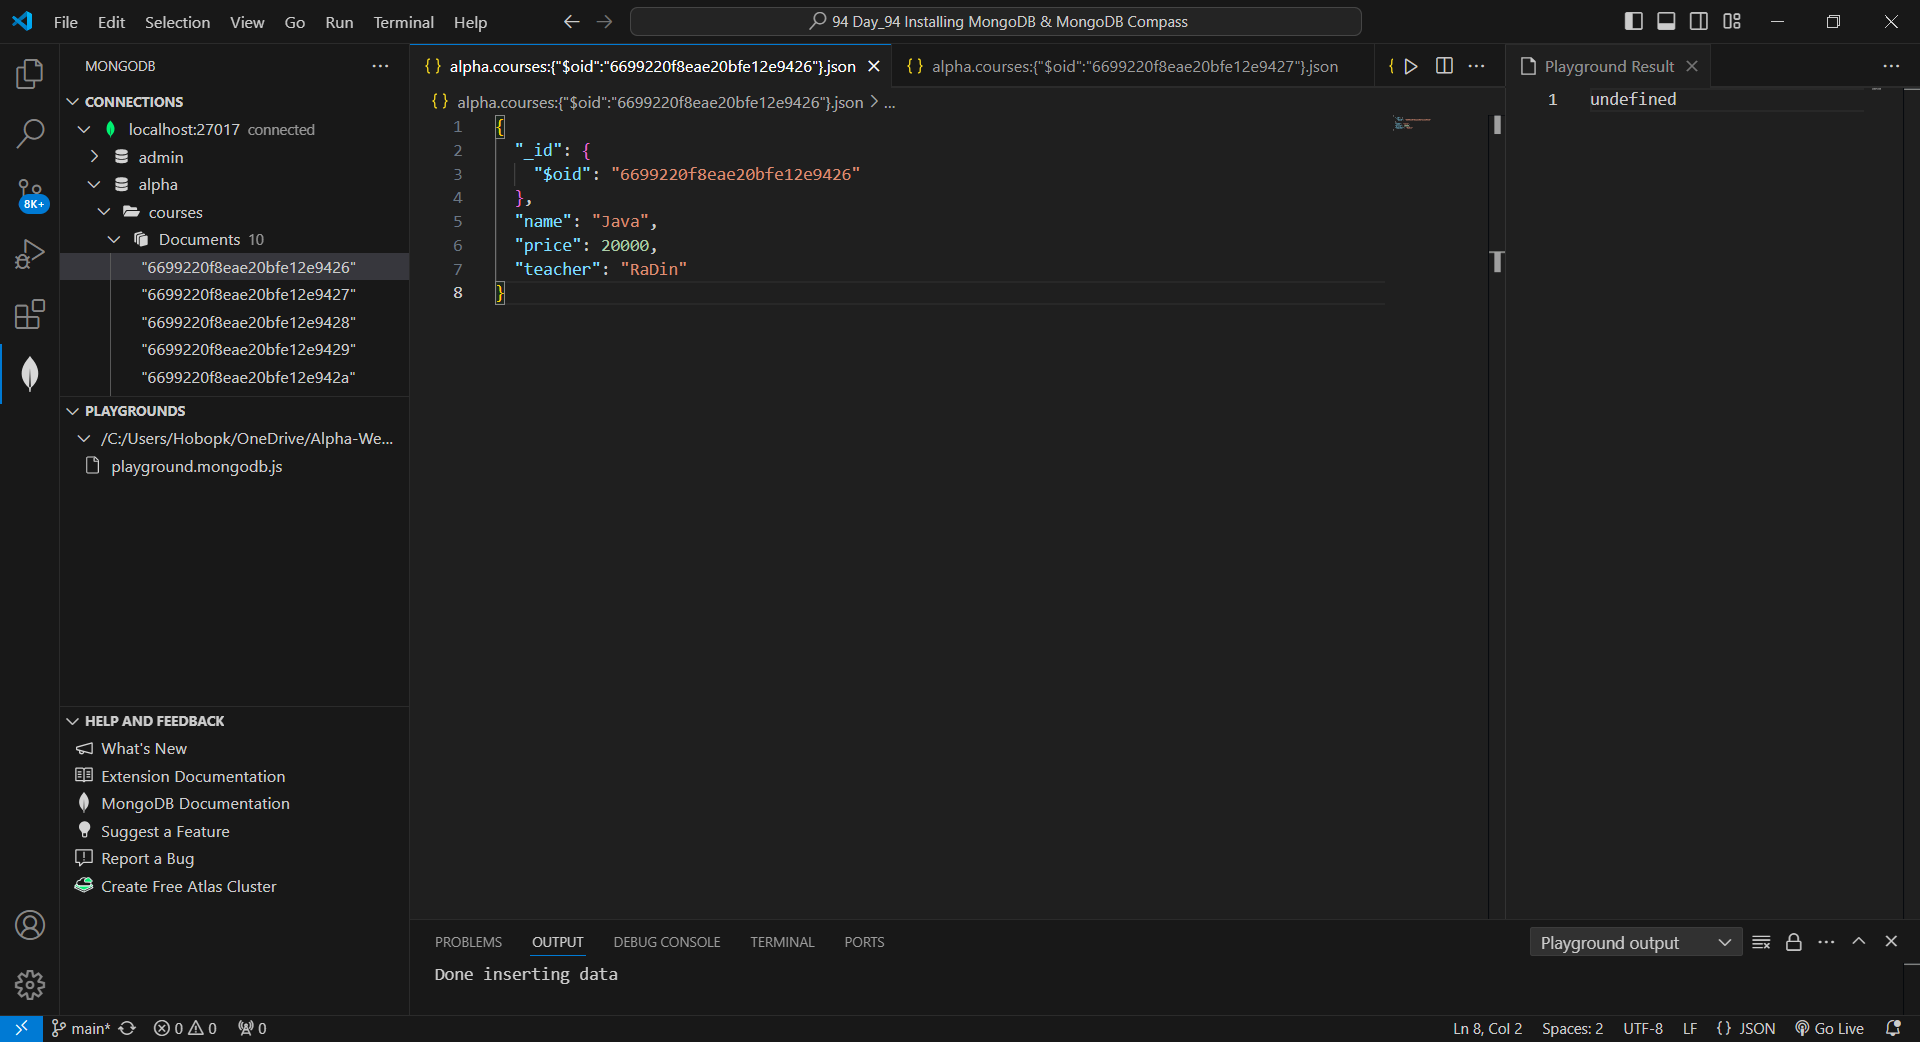 File Edit Selection View Go Run Terminal Help
94 Day_94 Installing MongoDB & MongoDB Compass
MONGODB
CONNECTIONS
localhost:27017 connected
admin
alpha
courses
Documents 10
"6699220f8eae20bfe12e9426"
"6699220f8eae20bfe12e9427"
"6699220f8eae20bfe12e9428"
"6699220f8eae20bfe12e9429"
"6699220f8eae20bfe12e942a"
8K+
PLAYGROUNDS
/C:/Users/Hobopk/OneDrive/Alpha-We...
playground.mongodb.js
HELP AND FEEDBACK
What's New
Extension Documentation
MongoDB Documentation
Suggest a Feature
Report a Bug
Create Free Atlas Cluster
{} alpha.courses:{"$oid":"6699220f8eae20bfe12e9426"}.json
{} alpha.courses:{"$oid":"6699220f8eae20bfe12e9427"}.json
{} alpha.courses:{"$oid":"6699220f8eae20bfe12e9426"}.json > ...
1 {
2 "_id": {
3 "$oid": "6699220f8eae20bfe12e9426"
4 },
5 "name": "Java",
6 "price": 20000,
7 "teacher": "RaDin"
8 }
Playground Result
1 undefined
PROBLEMS OUTPUT DEBUG CONSOLE TERMINAL PORTS
Playground output
Done inserting data
main* 0 0 0
Ln 8, Col 2 Spaces: 2 UTF-8 LF {} JSON Go Live